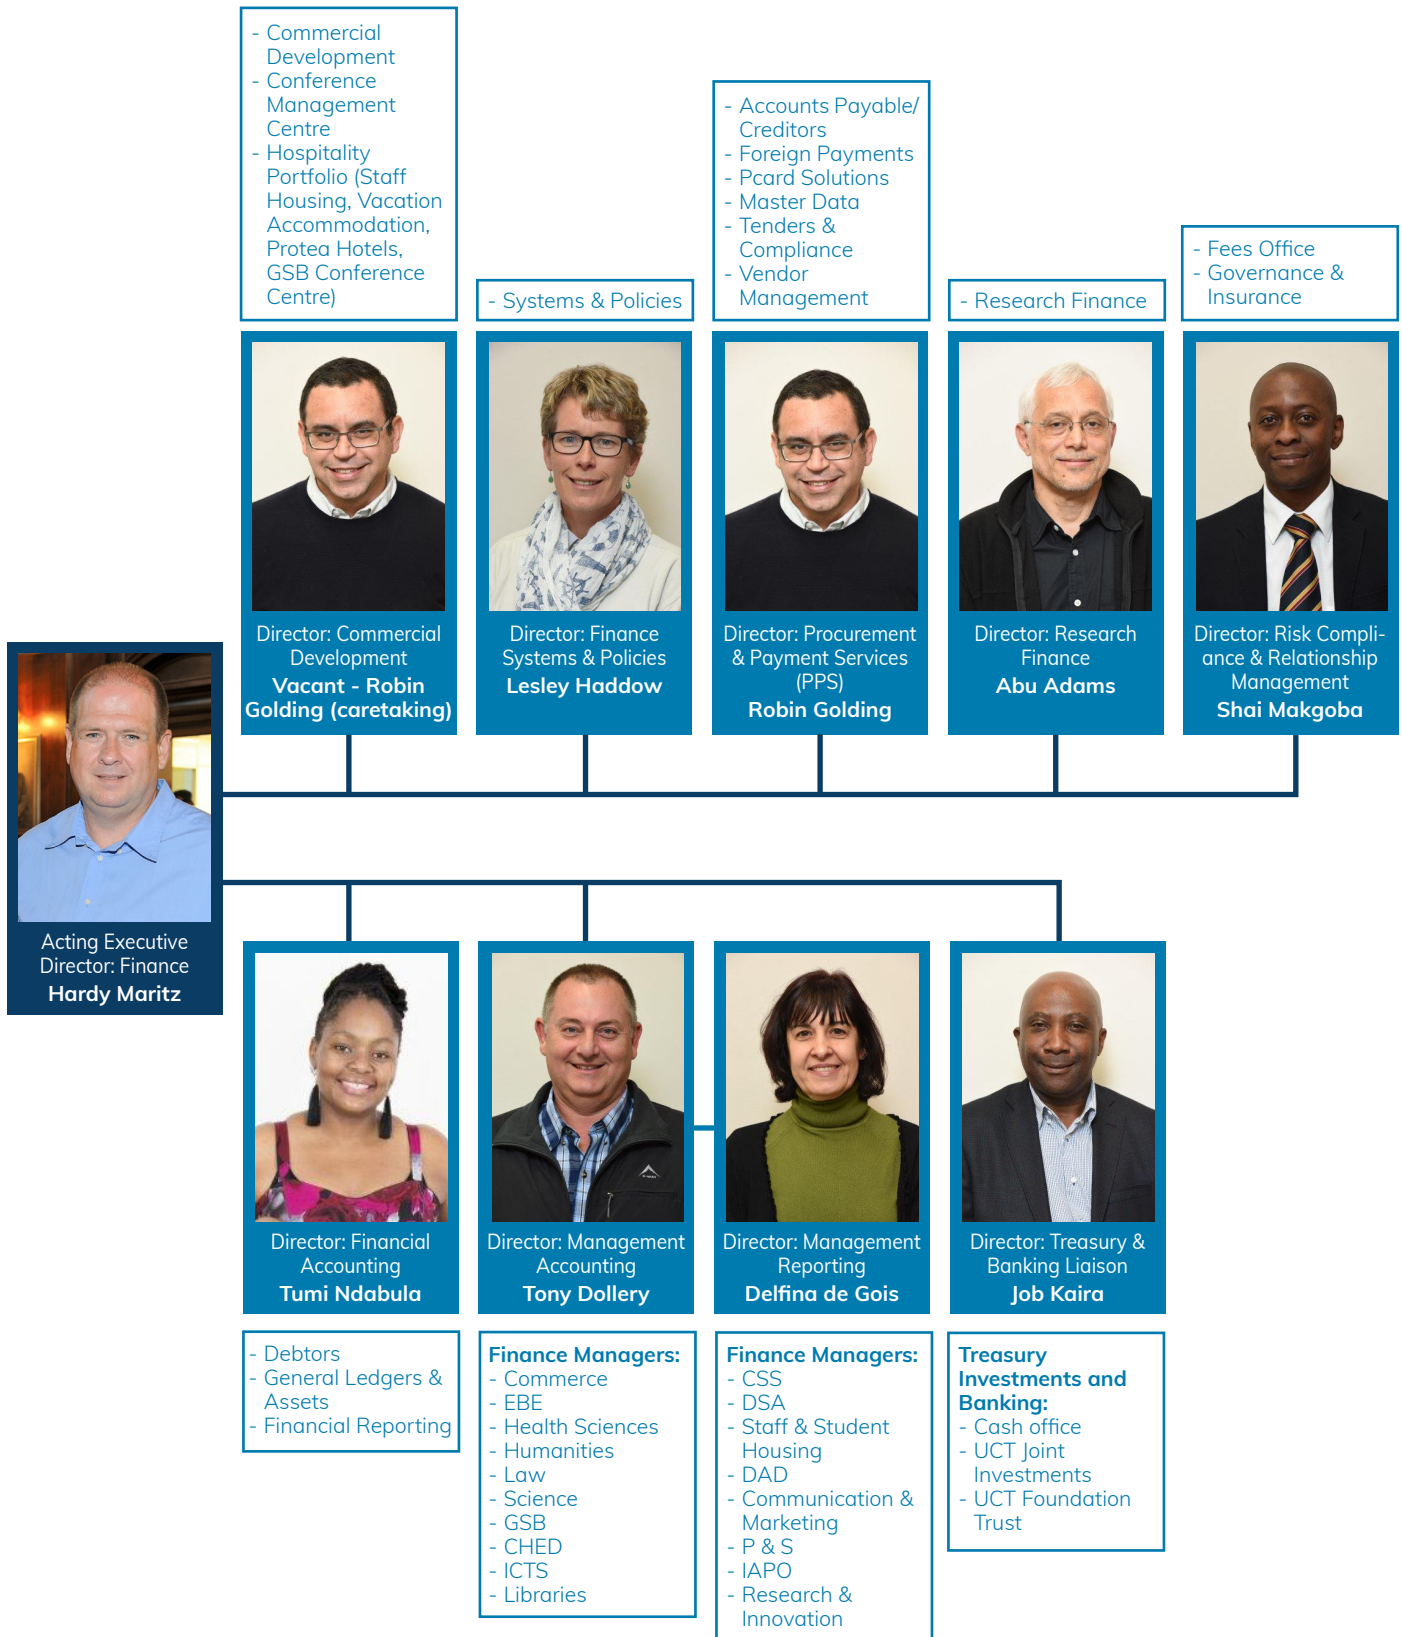 - Commercial
Development
- Conference
Management
Centre
- Hospitality
Portfolio (Staff
Housing, Vacation
Accommodation,
Protea Hotels,
GSB Conference
Centre)
- Systems & Policies
- Accounts Payable/
Creditors
- Foreign Payments
- Pcard Solutions
- Master Data
- Tenders &
Compliance
- Vendor
Management
- Research Finance
- Fees Office
- Governance &
Insurance
Director: Commercial
Development
Vacant - Robin
Golding (caretaking)
Director: Finance
Systems & Policies
Lesley Haddow
Director: Procurement
& Payment Services
(PPS)
Robin Golding
Director: Research
Finance
Abu Adams
Director: Risk Compli-
ance & Relationship
Management
Shai Makgoba
Acting Executive
Director: Finance
Hardy Maritz
Director: Financial
Accounting
Tumi Ndabula
Director: Management
Accounting
Tony Dollery
Director: Management
Reporting
Delfina de Gois
Director: Treasury &
Banking Liaison
Job Kaira
- Debtors
- General Ledgers &
Assets
- Financial Reporting
Finance Managers:
- Commerce
- EBE
- Health Sciences
- Humanities
- Law
- Science
- GSB
- CHED
- ICTS
- Libraries
Finance Managers:
- CSS
- DSA
- Staff & Student
Housing
- DAD
- Communication &
Marketing
- P & S
- IAPO
- Research &
Innovation
Treasury
Investments and
Banking:
- Cash office
- UCT Joint
Investments
- UCT Foundation
Trust